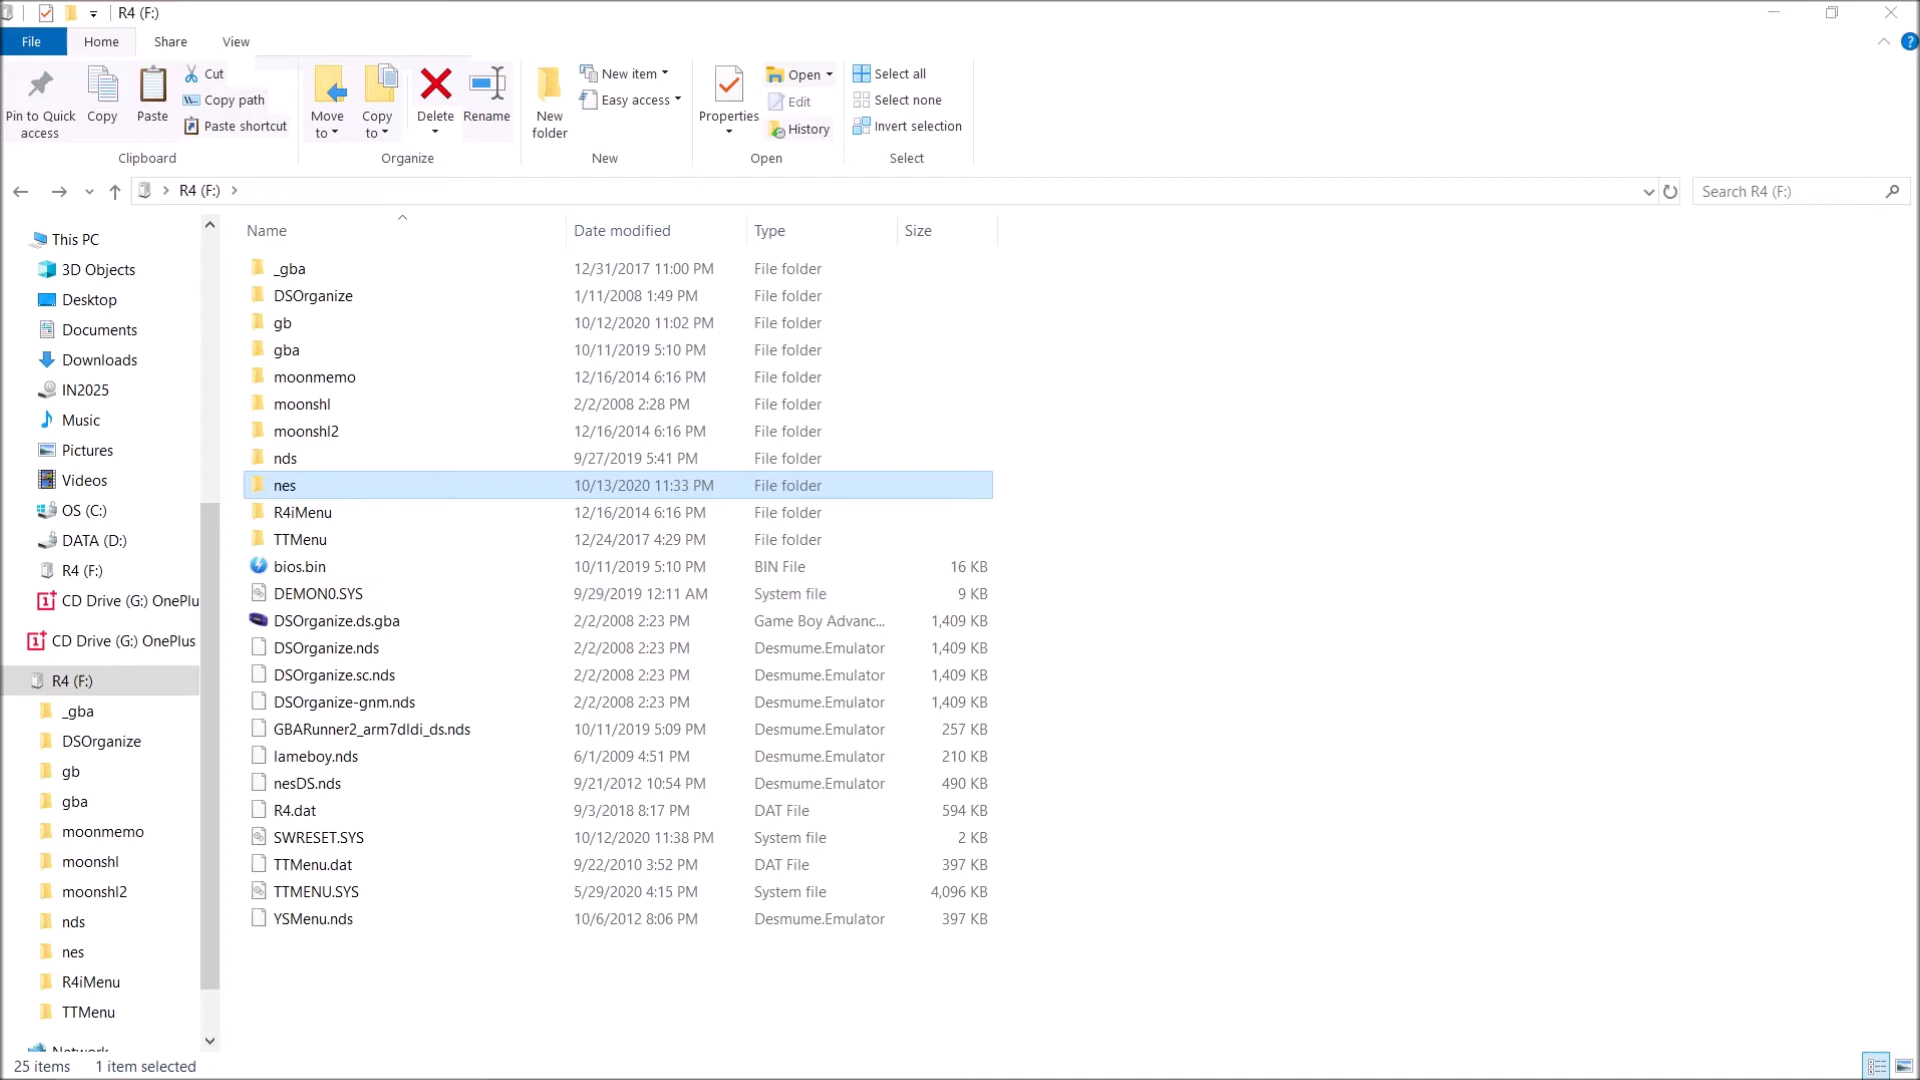 R4 (F:)
File
Home
Share
View
?
Pin to Quick
access
Copy
Paste
Cut
Copy path
Paste shortcut
Clipboard
Move
to
Copy
to
Delete
Rename
Organize
New
folder
New item
Easy access
New
Properties
Open
Edit
History
Open
Select all
Select none
Invert selection
Select
R4 (F:)
Search R4 (F:)
This PC
3D Objects
Desktop
Documents
Downloads
IN2025
Music
Pictures
Videos
OS (C:)
DATA (D:)
R4 (F:)
CD Drive (G:) OnePlu
CD Drive (G:) OnePlus
R4 (F:)
_gba
DSOrganize
gb
gba
moonmemo
moonshl
moonshl2
nds
nes
R4iMenu
TTMenu
Network
Name Date modified Type Size
_gba 12/31/2017 11:00 PM File folder
DSOrganize 1/11/2008 1:49 PM File folder
gb 10/12/2020 11:02 PM File folder
gba 10/11/2019 5:10 PM File folder
moonmemo 12/16/2014 6:16 PM File folder
moonshl 2/2/2008 2:28 PM File folder
moonshl2 12/16/2014 6:16 PM File folder
nds 9/27/2019 5:41 PM File folder
nes 10/13/2020 11:33 PM File folder
R4iMenu 12/16/2014 6:16 PM File folder
TTMenu 12/24/2017 4:29 PM File folder
bios.bin 10/11/2019 5:10 PM BIN File 16 KB
DEMON0.SYS 9/29/2019 12:11 AM System file 9 KB
DSOrganize.ds.gba 2/2/2008 2:23 PM Game Boy Advanc... 1,409 KB
DSOrganize.nds 2/2/2008 2:23 PM Desmume.Emulator 1,409 KB
DSOrganize.sc.nds 2/2/2008 2:23 PM Desmume.Emulator 1,409 KB
DSOrganize-gnm.nds 2/2/2008 2:23 PM Desmume.Emulator 1,409 KB
GBARunner2_arm7dldi_ds.nds 10/11/2019 5:09 PM Desmume.Emulator 257 KB
lameboy.nds 6/1/2009 4:51 PM Desmume.Emulator 210 KB
nesDS.nds 9/21/2012 10:54 PM Desmume.Emulator 490 KB
R4.dat 9/3/2018 8:17 PM DAT File 594 KB
SWRESET.SYS 10/12/2020 11:38 PM System file 2 KB
TTMenu.dat 9/22/2010 3:52 PM DAT File 397 KB
TTMENU.SYS 5/29/2020 4:15 PM System file 4,096 KB
YSMenu.nds 10/6/2012 8:06 PM Desmume.Emulator 397 KB
25 items 1 item selected